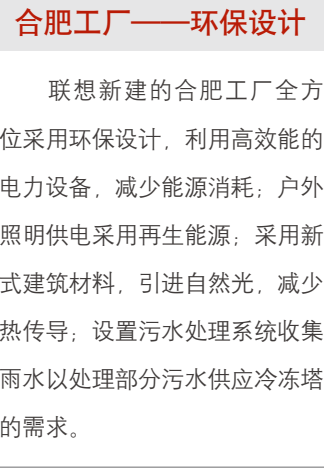 合肥工厂——环保设计
联想新建的合肥工厂全方
位采用环保设计，利用高效能的
电力设备，减少能源消耗；户外
照明供电采用再生能源；采用新
式建筑材料，引进自然光，减少
热传导；设置污水处理系统收集
雨水以处理部分污水供应冷冻塔
的需求。